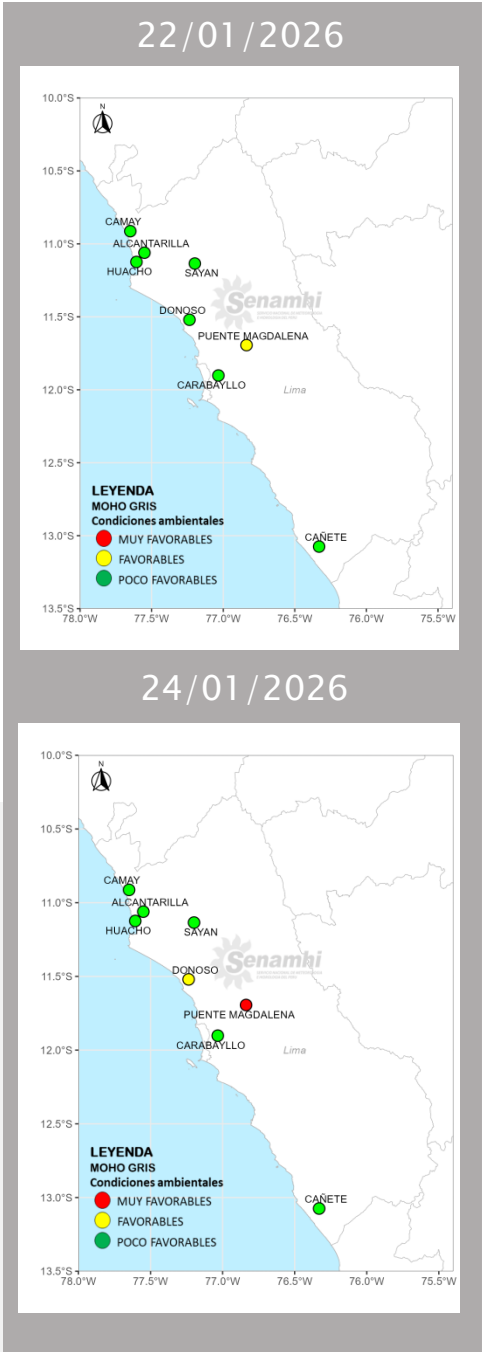 22/01/2026
10.0°S
N
10.5°S
CAMAY
11.0°S
ALCANTARILLA
HUACHO
SAYAN
Senamhi
11.5°S
DONOSO
PUENTE MAGDALENA
12.0°S
CARABAYLLO
Lima
12.5°S
LEYENDA
MOHO GRIS
Condiciones ambientales
13.0°S
CAÑETE
MUY FAVORABLES
FAVORABLES
POCO FAVORABLES
13.5°S
78.0°W 77.5°W 77.0°W 76.5°W 76.0°W 75.5°W
24/01/2026
10.0°S
N
10.5°S
CAMAY
11.0°S
ALCANTARILLA
HUACHO
SAYAN
Senamhi
11.5°S
DONOSO
PUENTE MAGDALENA
12.0°S
CARABAYLLO
Lima
12.5°S
LEYENDA
MOHO GRIS
Condiciones ambientales
13.0°S
CAÑETE
MUY FAVORABLES
FAVORABLES
POCO FAVORABLES
13.5°S
78.0°W 77.5°W 77.0°W 76.5°W 76.0°W 75.5°W